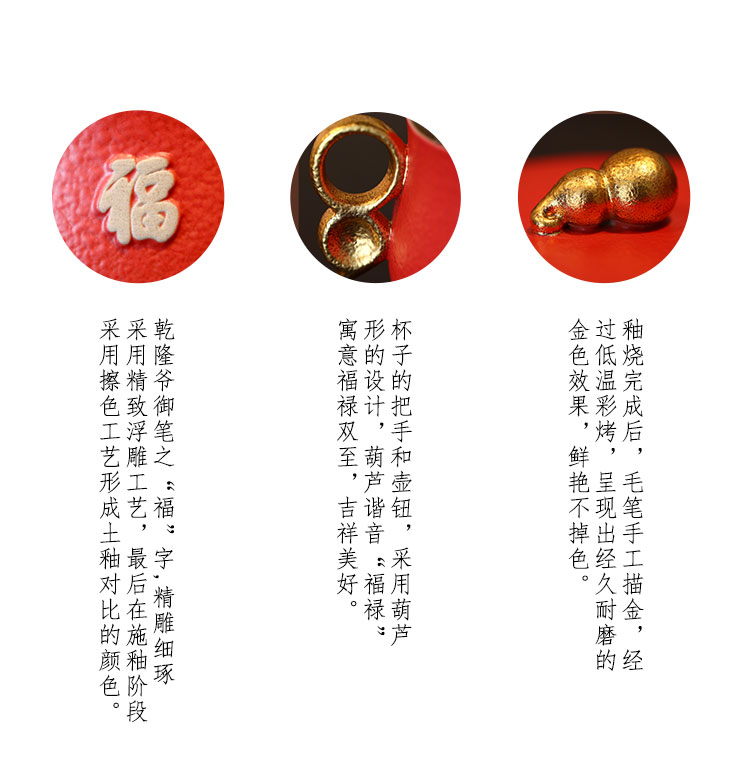 福
乾隆爷御笔之“福”字,精雕细琢
采用精致浮雕工艺，最后在施釉阶段
采用擦色工艺形成土釉对比的颜色。
杯子的把手和壶钮，采用葫芦
形的设计，葫芦谐音“福禄”
寓意福禄双至，吉祥美好。
釉烧完成后，毛笔手工描金，经
过低温彩烤，呈现出经久耐磨的
金色效果，鲜艳不掉色。